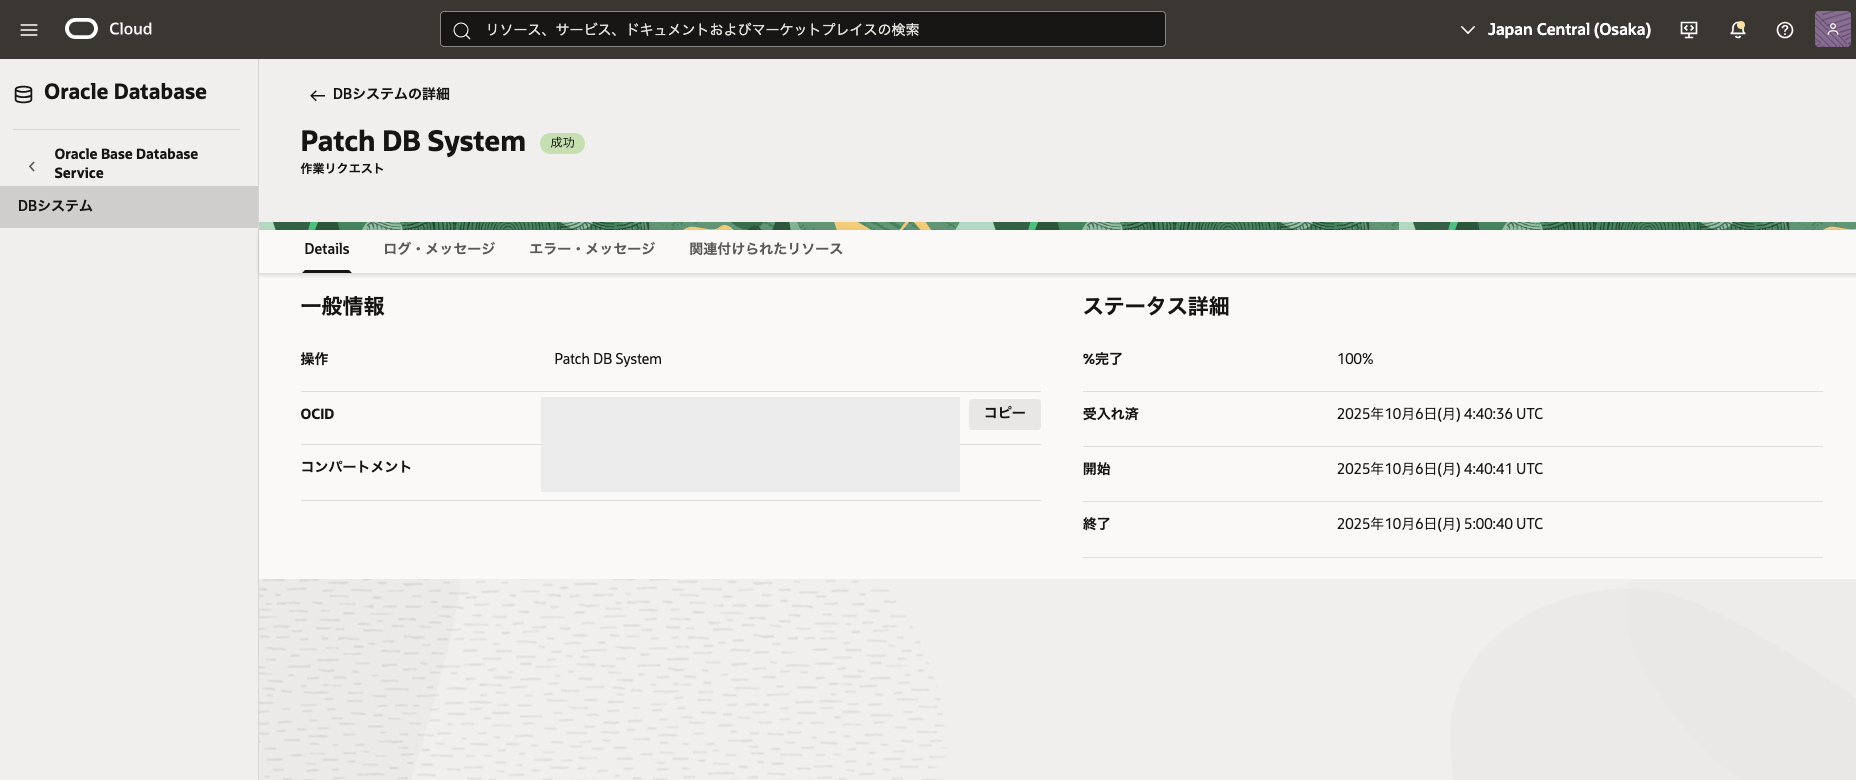 Cloud
リソース、サービス、ドキュメントおよびマーケットプレイスの検索
Japan Central (Osaka)
Oracle Database
Oracle Base Database
Service
DBシステム
DBシステムの詳細
Patch DB System
成功
作業リクエスト
Details
ログ・メッセージ
エラー・メッセージ
関連付けられたリソース
一般情報
操作
Patch DB System
OCID
コピー
コンパートメント
ステータス詳細
%完了
100%
受入れ済
2025年10月6日(月) 4:40:36 UTC
開始
2025年10月6日(月) 4:40:41 UTC
終了
2025年10月6日(月) 5:00:40 UTC